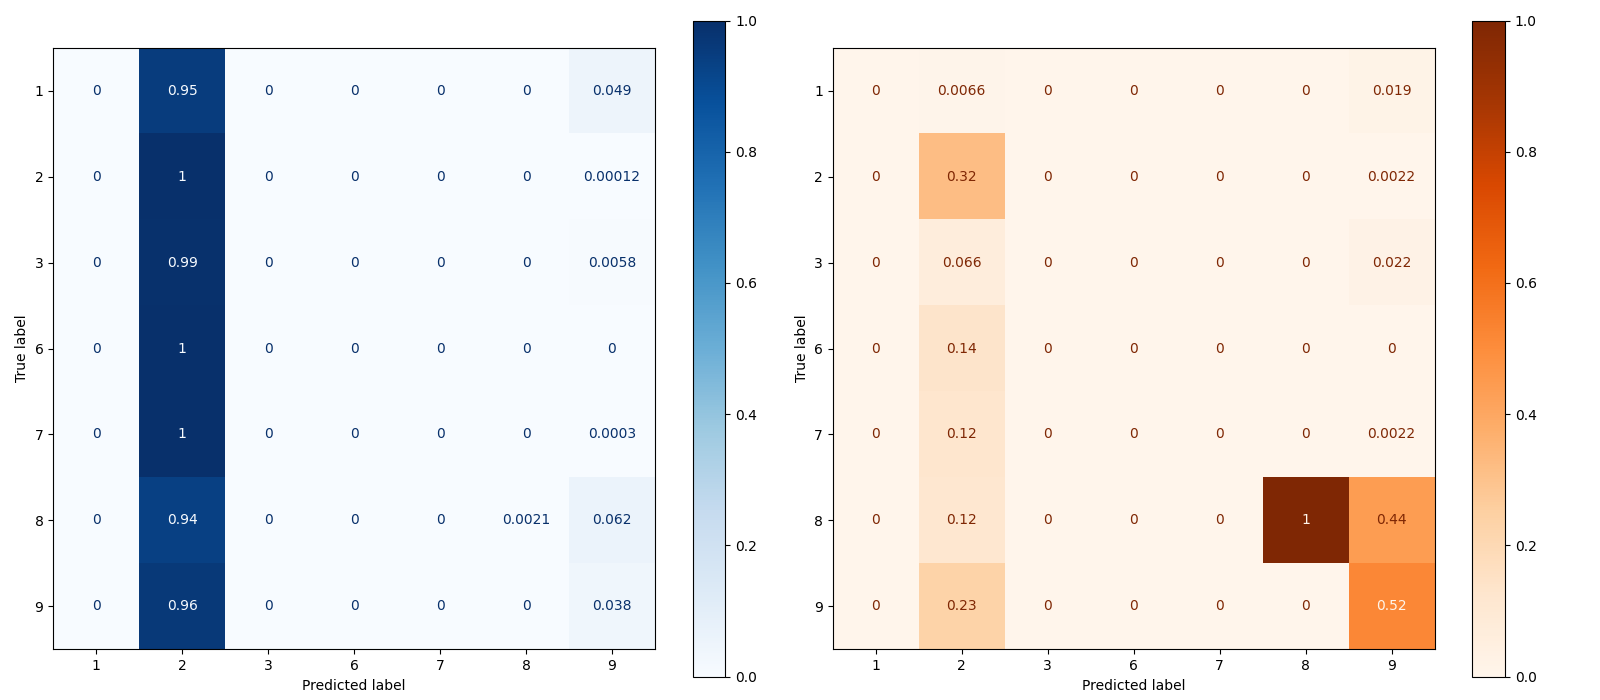 1.0
0.8
0.6
0.4
0.2
0.0
True label
1 0 0.95 0 0 0 0 0.049
2 0 1 0 0 0 0 0.00012
3 0 0.99 0 0 0 0 0.0058
6 0 1 0 0 0 0 0
7 0 1 0 0 0 0 0.0003
8 0 0.94 0 0 0 0.0021 0.062
9 0 0.96 0 0 0 0 0.038
1 2 3 6 7 8 9
Predicted label
1.0
0.8
0.6
0.4
0.2
0.0
True label
1 0 0.0066 0 0 0 0 0.019
2 0 0.32 0 0 0 0 0.0022
3 0 0.066 0 0 0 0 0.022
6 0 0.14 0 0 0 0 0
7 0 0.12 0 0 0 0 0.0022
8 0 0.12 0 0 0 1 0.44
9 0 0.23 0 0 0 0 0.52
1 2 3 6 7 8 9
Predicted label